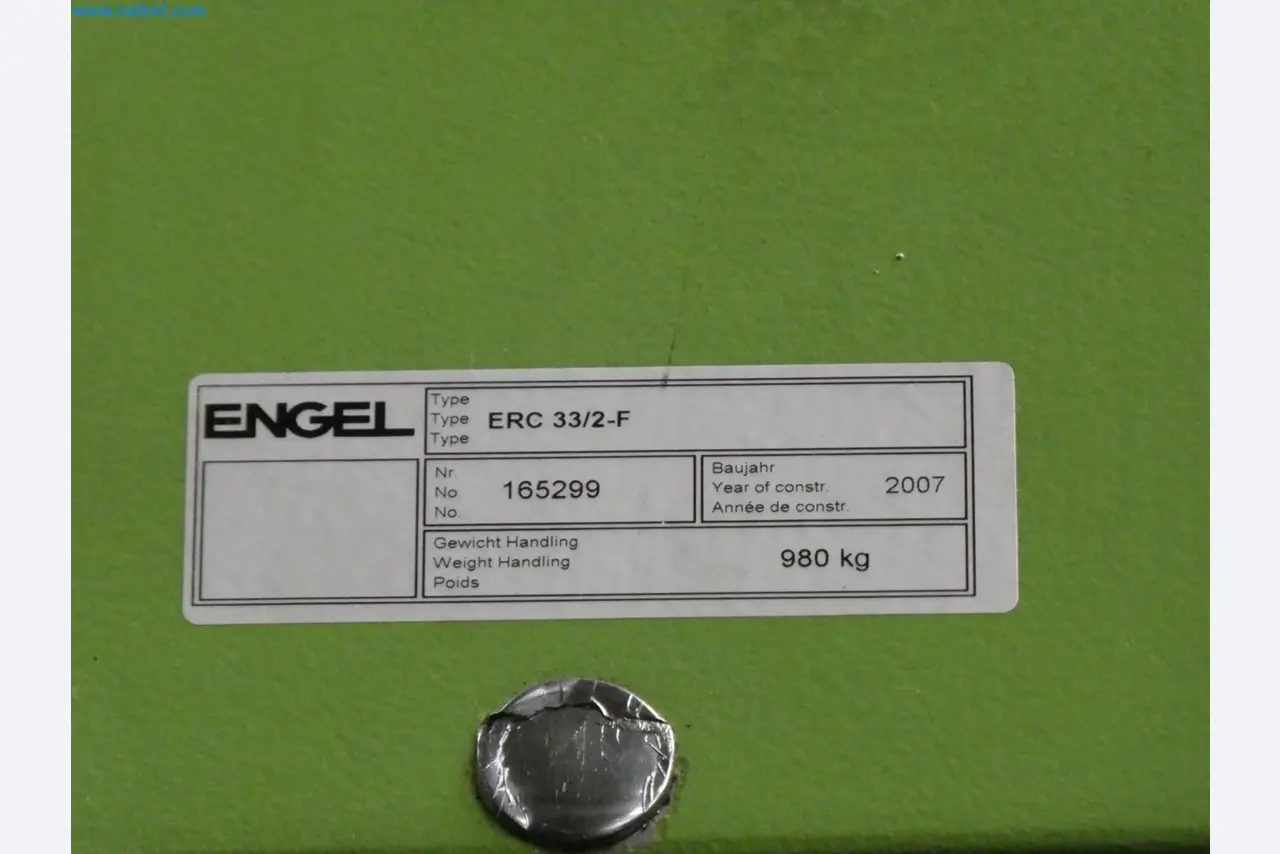 www.netbid.com
ENGEL
Type
Type ERC 33/2-F
Type
Nr.
No. 165299
No.
Baujahr
Year of constr. 2007
Année de constr.
Gewicht Handling
Weight Handling 980 kg
Poids